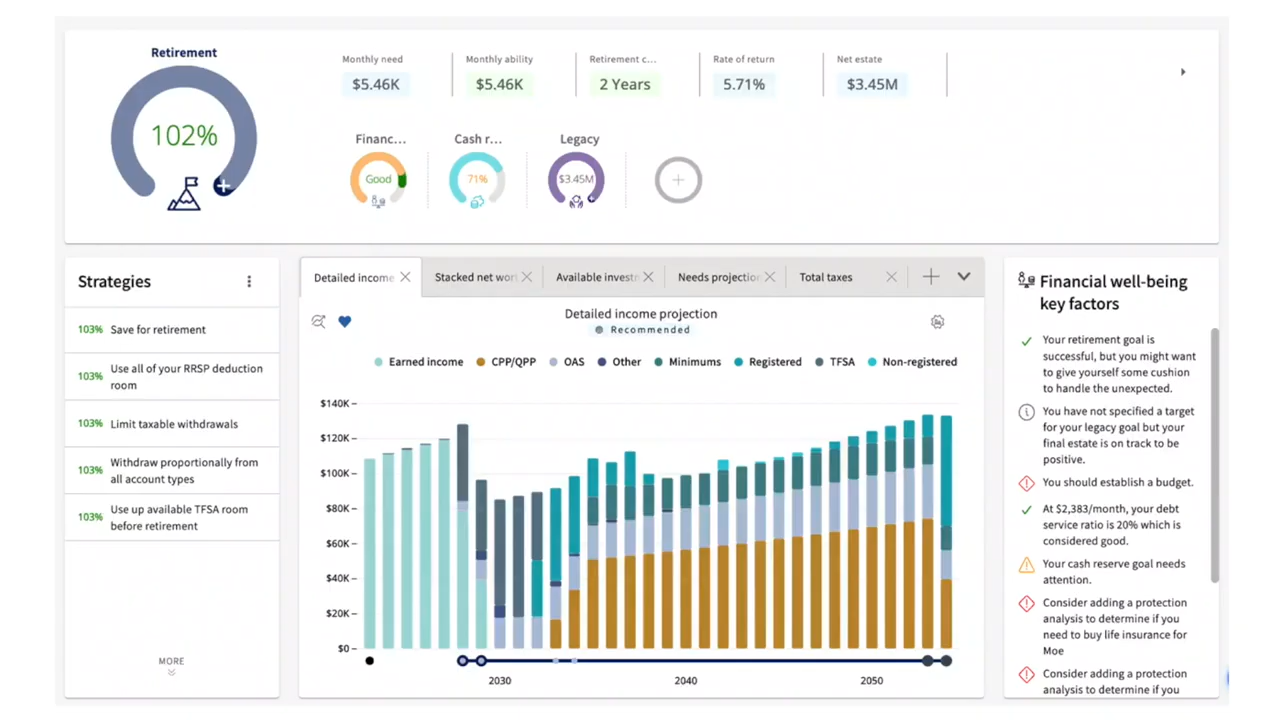 Retirement
102%
Monthly need
$5.46K
Monthly ability
$5.46K
Retirement c...
2 Years
Rate of return
5.71%
Net estate
$3.45M
Financ...
Good
Cash r...
71%
Legacy
$3.45M
Strategies
103% Save for retirement
103% Use all of your RRSP deduction
room
103% Limit taxable withdrawals
103% Withdraw proportionally from
all account types
103% Use up available TFSA room
before retirement
MORE
Detailed income
Stacked net wor
Available invest
Needs projection
Total taxes
Detailed income projection
Recommended
Earned income CPP/QPP OAS Other Minimums Registered TFSA Non-registered
$140K
$120K
$100K
$80K
$60K
$40K
$20K
$0
2030 2040 2050
Financial well-being
key factors
Your retirement goal is
successful, but you might want
to give yourself some cushion
to handle the unexpected.
You have not specified a target
for your legacy goal but your
final estate is on track to be
positive.
You should establish a budget.
At $2,383/month, your debt
service ratio is 20% which is
considered good.
Your cash reserve goal needs
attention.
Consider adding a protection
analysis to determine if you
need to buy life insurance for
Moe
Consider adding a protection
analysis to determine if you